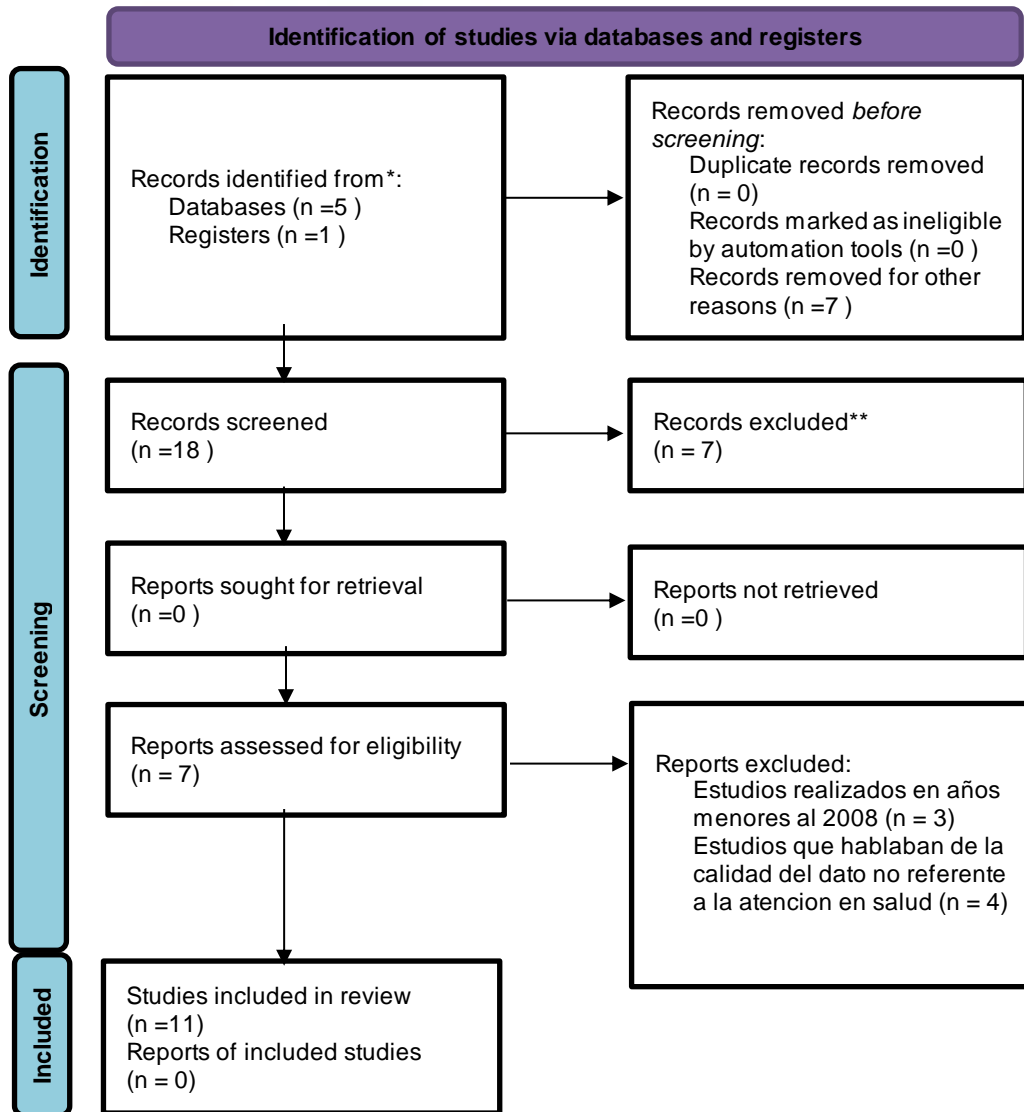 Identification of studies via databases and registers
Identification
Records identified from*:
Databases (n =5 )
Registers (n =1 )
Records removed before
screening:
Duplicate records removed
(n = 0)
Records marked as ineligible
by automation tools (n =0 )
Records removed for other
reasons (n =7 )
Screening
Records screened
(n =18 )
Records excluded**
(n = 7)
Reports sought for retrieval
(n =0 )
Reports not retrieved
(n =0 )
Reports assessed for eligibility
(n = 7)
Reports excluded:
Estudios realizados en años
menores al 2008 (n = 3)
Estudios que hablaban de la
calidad del dato no referente
a la atencion en salud (n = 4)
Included
Studies included in review
(n =11)
Reports of included studies
(n = 0)